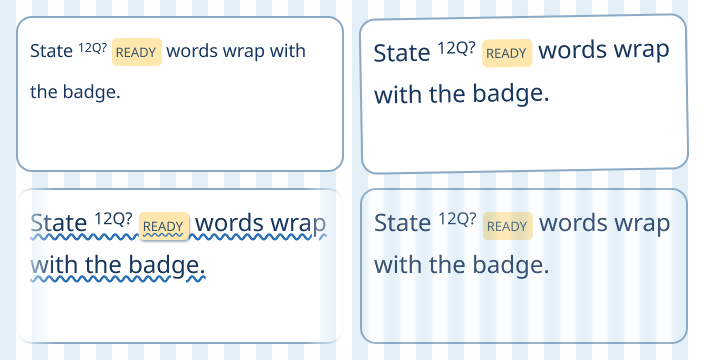 State 12Q? READY words wrap with
the badge.
State 12Q? READY words wrap
with the badge.
State 12Q? READY words wrap
with the badge.
State 12Q? READY words wrap
with the badge.